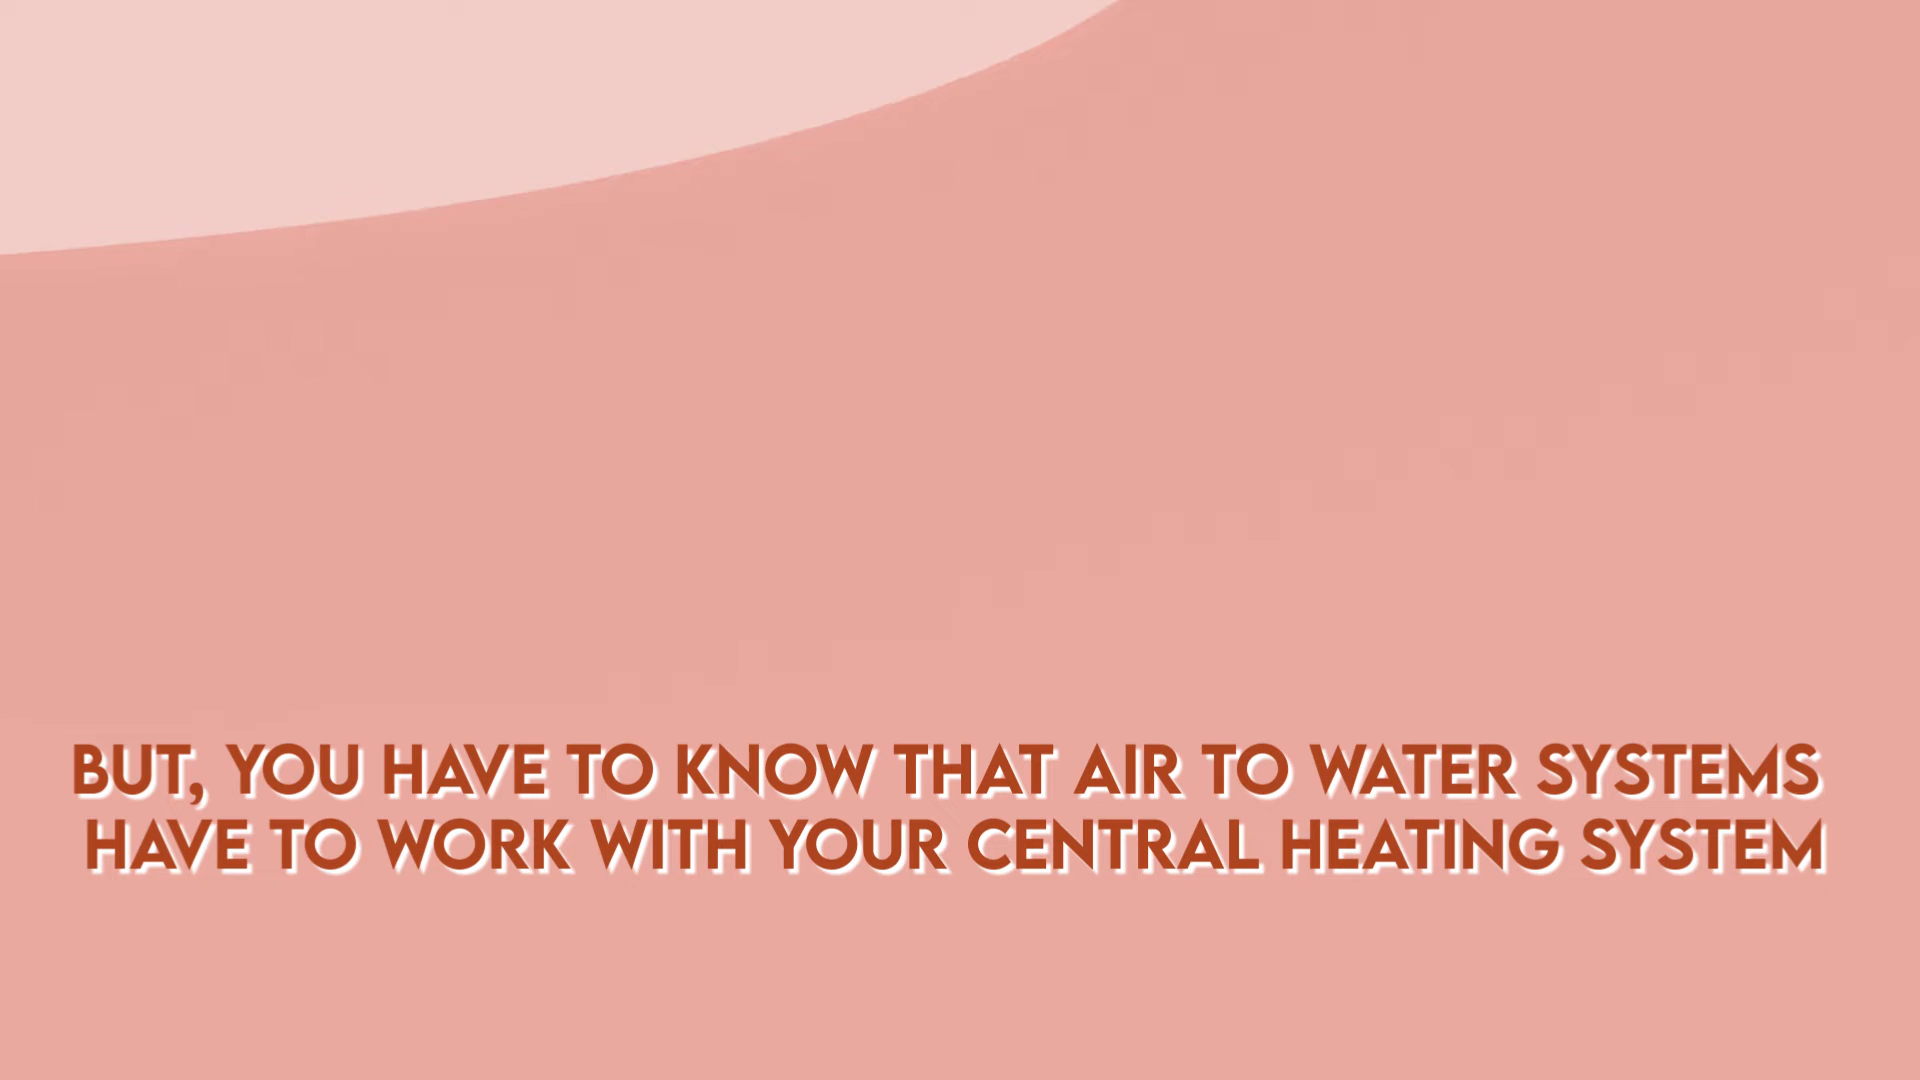 BUT, YOU HAVE TO KNOW THAT AIR TO WATER SYSTEMS
HAVE TO WORK WITH YOUR CENTRAL HEATING SYSTEM